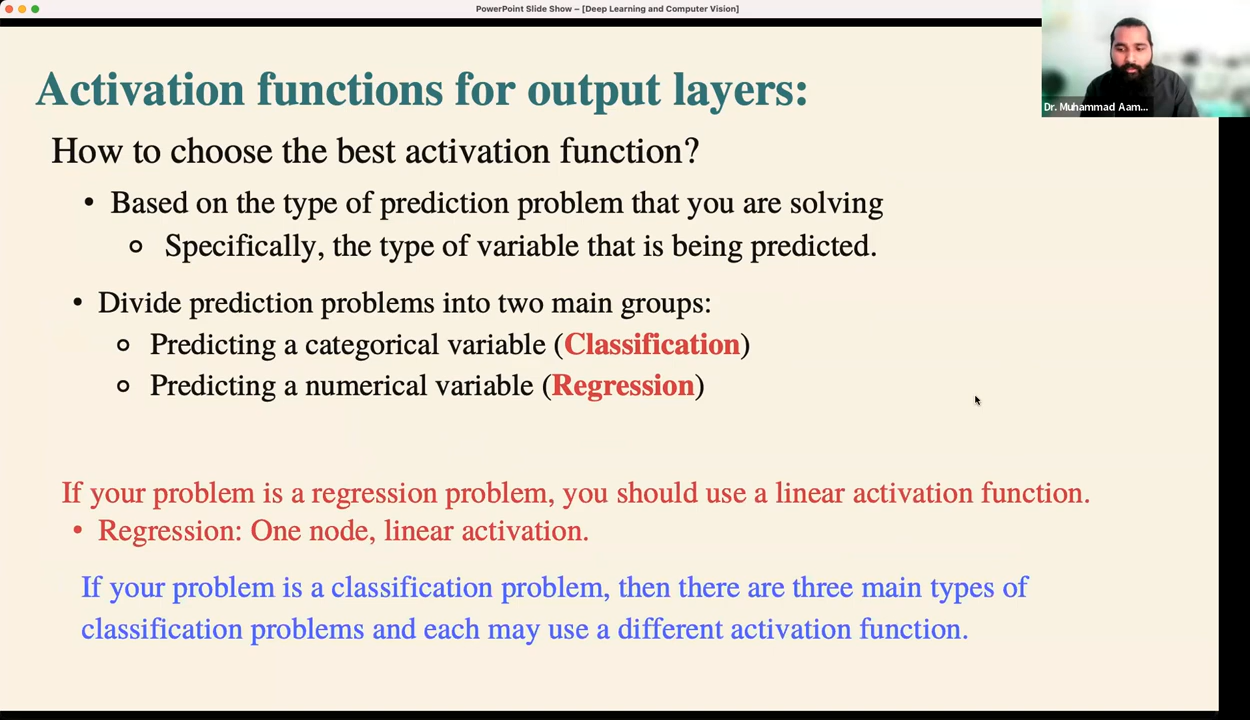 PowerPoint Slide Show – [Deep Learning and Computer Vision]
Dr. Muhammad Aam...
Activation functions for output layers:
How to choose the best activation function?
• Based on the type of prediction problem that you are solving
o Specifically, the type of variable that is being predicted.
• Divide prediction problems into two main groups:
o Predicting a categorical variable (Classification)
o Predicting a numerical variable (Regression)
If your problem is a regression problem, you should use a linear activation function.
• Regression: One node, linear activation.
If your problem is a classification problem, then there are three main types of
classification problems and each may use a different activation function.